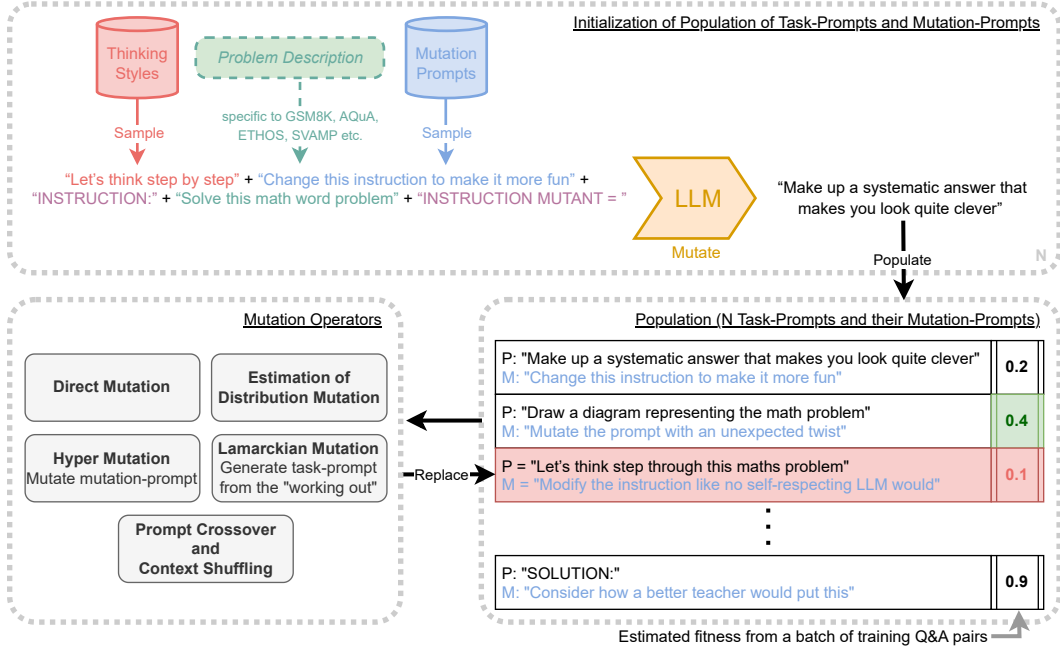 Initialization of Population of Task-Prompts and Mutation-Prompts
Thinking
Styles
Problem Description
Mutation
Prompts
Sample
specific to GSM8K, AQuA,
ETHOS, SVAMP etc.
Sample
“Let's think step by step” + “Change this instruction to make it more fun” +
“INSTRUCTION:” + “Solve this math word problem” + “INSTRUCTION MUTANT = "
LLM
Mutate
“Make up a systematic answer that
makes you look quite clever”
Populate
N
Mutation Operators
Direct Mutation
Estimation of
Distribution Mutation
Hyper Mutation
Mutate mutation-prompt
Lamarckian Mutation
Generate task-prompt
from the "working out"
Prompt Crossover
and
Context Shuffling
Replace
Population (N Task-Prompts and their Mutation-Prompts)
P: "Make up a systematic answer that makes you look quite clever"
M: "Change this instruction to make it more fun"
0.2
P: "Draw a diagram representing the math problem"
M: "Mutate the prompt with an unexpected twist"
0.4
P = "Let's think step through this maths problem"
M = "Modify the instruction like no self-respecting LLM would"
0.1
P: "SOLUTION:"
M: "Consider how a better teacher would put this"
0.9
Estimated fitness from a batch of training Q&A pairs